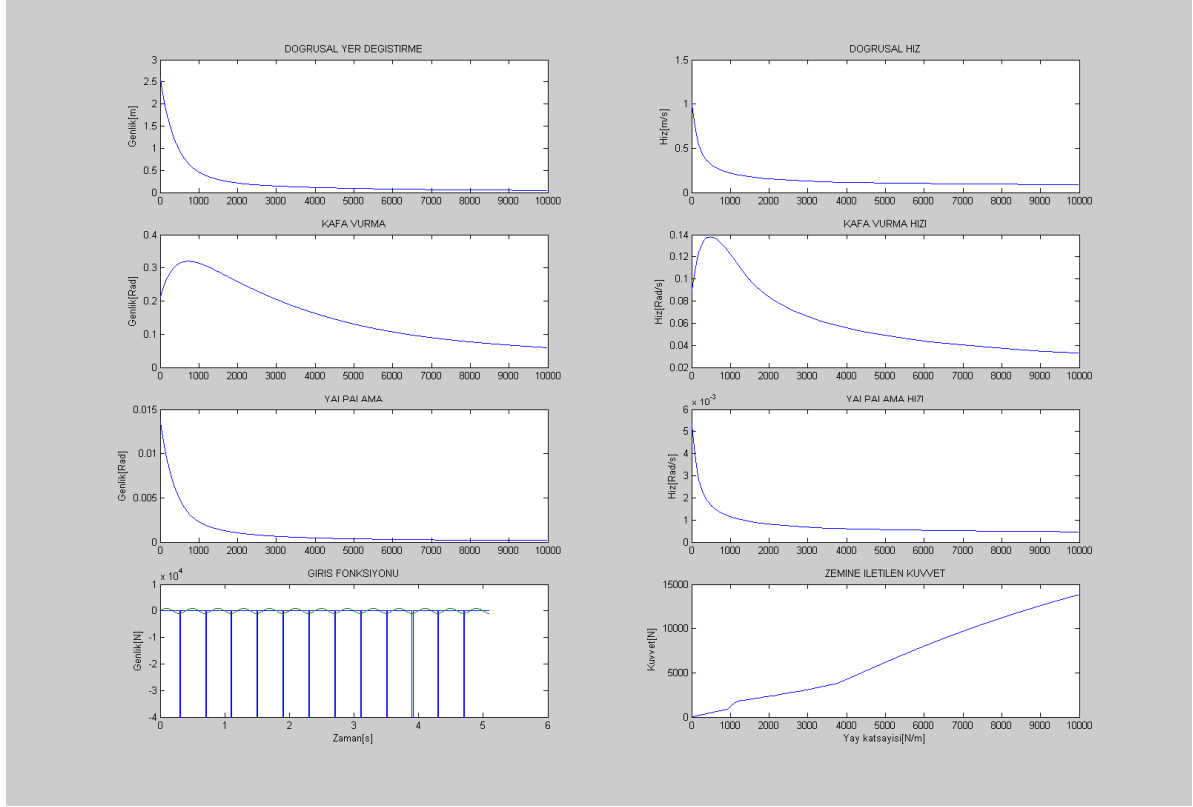 DOGRUSAL YER DEGISTIRME
3
2.5
2
1.5
1
0.5
0
Genlik[m]
0 1000 2000 3000 4000 5000 6000 7000 8000 9000 10000
DOGRUSAL HIZ
1.5
1
0.5
0
Hiz[m/s]
0 1000 2000 3000 4000 5000 6000 7000 8000 9000 10000
KAFA VURMA
0.4
0.3
0.2
0.1
0
Genlik[Rad]
0 1000 2000 3000 4000 5000 6000 7000 8000 9000 10000
KAFA VURMA HIZI
0.14
0.12
0.1
0.08
0.06
0.04
0.02
Hiz[Rad/s]
0 1000 2000 3000 4000 5000 6000 7000 8000 9000 10000
YALPALAMA
0.015
0.01
0.005
0
Genlik[Rad]
0 1000 2000 3000 4000 5000 6000 7000 8000 9000 10000
YALPALAMA HIZI
x 10-3
6
5
4
3
2
1
0
Hiz[Rad/s]
0 1000 2000 3000 4000 5000 6000 7000 8000 9000 10000
GIRIS FONKSIYONU
x 104
1
0
-1
-2
-3
-4
Genlik[N]
0 1 2 3 4 5 6
Zaman[s]
ZEMINE ILETILEN KUVVET
15000
10000
5000
0
Kuvvet[N]
0 1000 2000 3000 4000 5000 6000 7000 8000 9000 10000
Yay katsayisi[N/m]